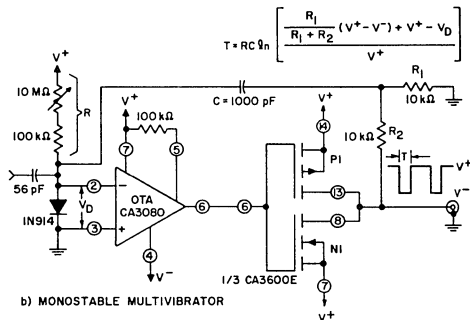 T = RC ℓn [ R1 / (R1 + R2) (V+ − V−) + V+ − VD / V+ ]
V+
10 MΩ
R
100 kΩ
56 pF
1N914
VD
2
3
−
+
OTA
CA3080
V+
7
100 kΩ
5
4
V−
6
6
C = 1000 pF
V+
14
P1
13
8
N1
7
V+
1/3 CA3600E
R1
10 kΩ
10 kΩ
R2
T
V+
V−
b) MONOSTABLE MULTIVIBRATOR